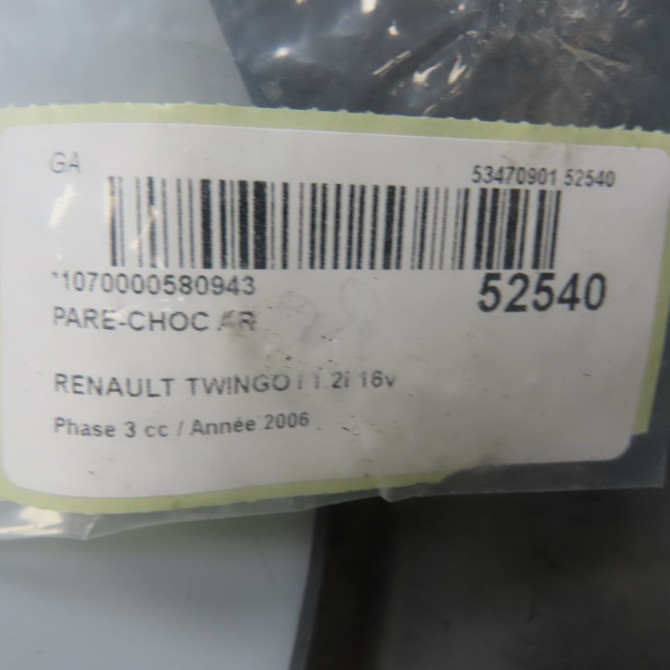 GA
53470901 52540
*1070000580943
52540
PARE-CHOC AR
RENAULT TWINGO I 1.2i 16v
Phase 3 cc / Année 2006